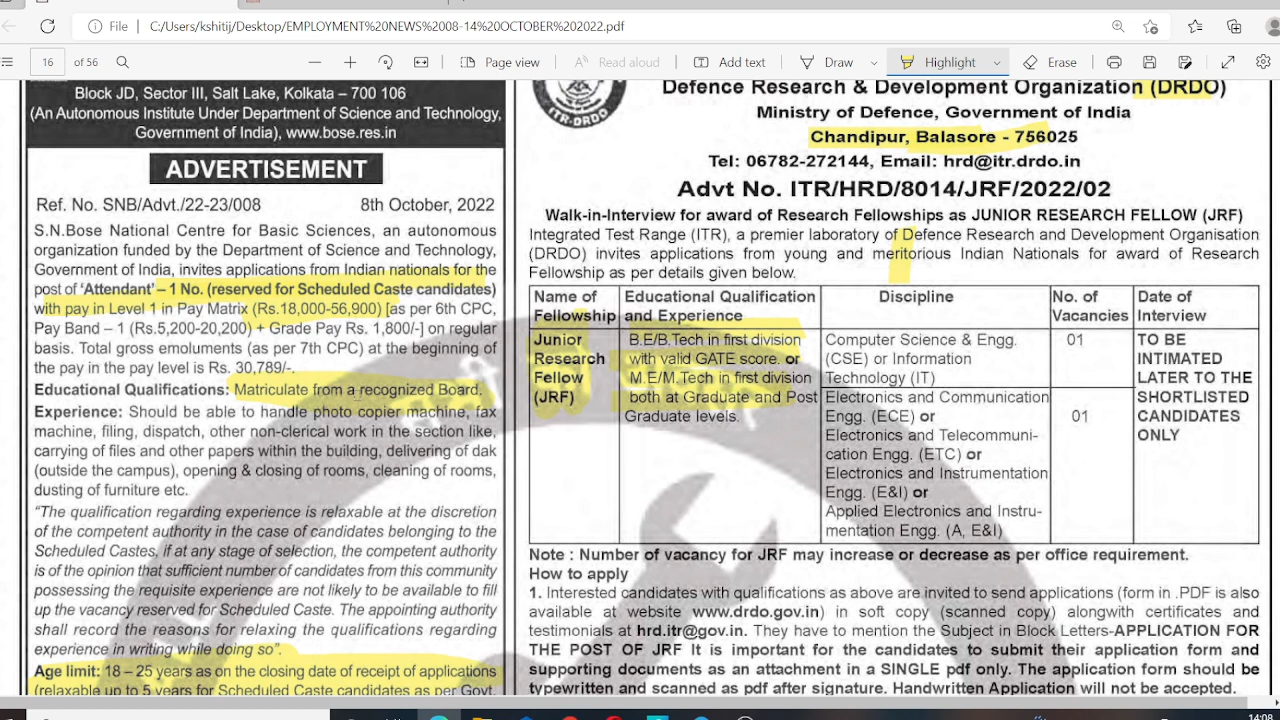 File
C:/Users/kshitij/Desktop/EMPLOYMENT%20NEWS%2008-14%20OCTOBER%202022.pdf
16 of 56
Page view
Read aloud
Add text
Draw
Highlight
Erase
Block JD, Sector III, Salt Lake, Kolkata – 700 106
(An Autonomous Institute Under Department of Science and Technology,
Government of India), www.bose.res.in
ADVERTISEMENT
Ref. No. SNB/Advt./22-23/008 8th October, 2022
S.N.Bose National Centre for Basic Sciences, an autonomous
organization funded by the Department of Science and Technology,
Government of India, invites applications from Indian nationals for the
post of 'Attendant' – 1 No. (reserved for Scheduled Caste candidates)
with pay in Level 1 in Pay Matrix (Rs.18,000-56,900) [as per 6th CPC,
Pay Band – 1 (Rs.5,200-20,200) + Grade Pay Rs. 1,800/-] on regular
basis. Total gross emoluments (as per 7th CPC) at the beginning of
the pay in the pay level is Rs. 30,789/-.
Educational Qualifications: Matriculate from a recognized Board.
Experience: Should be able to handle photo copier machine, fax
machine, filing, dispatch, other non-clerical work in the section like,
carrying of files and other papers within the building, delivering of dak
(outside the campus), opening & closing of rooms, cleaning of rooms,
dusting of furniture etc.
"The qualification regarding experience is relaxable at the discretion
of the competent authority in the case of candidates belonging to the
Scheduled Castes, if at any stage of selection, the competent authority
is of the opinion that sufficient number of candidates from this community
possessing the requisite experience are not likely to be available to fill
up the vacancy reserved for Scheduled Caste. The appointing authority
shall record the reasons for relaxing the qualifications regarding
experience in writing while doing so".
Age limit: 18 – 25 years as on the closing date of receipt of applications
(relaxable up to 5 years for Scheduled Caste candidates as per Govt.
ITR-DRDO
Defence Research & Development Organization (DRDO)
Ministry of Defence, Government of India
Chandipur, Balasore - 756025
Tel: 06782-272144, Email: hrd@itr.drdo.in
Advt No. ITR/HRD/8014/JRF/2022/02
Walk-in-Interview for award of Research Fellowships as JUNIOR RESEARCH FELLOW (JRF)
Integrated Test Range (ITR), a premier laboratory of Defence Research and Development Organisation
(DRDO) invites applications from young and meritorious Indian Nationals for award of Research
Fellowship as per details given below.
Name of Fellowship
Educational Qualification and Experience
Discipline
No. of Vacancies
Date of Interview
Junior
Research
Fellow
(JRF)
B.E/B.Tech in first division
with valid GATE score. or
M.E/M.Tech in first division
both at Graduate and Post
Graduate levels.
Computer Science & Engg.
(CSE) or Information
Technology (IT)
01
Electronics and Communication
Engg. (ECE) or
Electronics and Telecommuni-
cation Engg. (ETC) or
Electronics and Instrumentation
Engg. (E&I) or
Applied Electronics and Instru-
mentation Engg. (A, E&I)
01
TO BE
INTIMATED
LATER TO THE
SHORTLISTED
CANDIDATES
ONLY
Note : Number of vacancy for JRF may increase or decrease as per office requirement.
How to apply
1. Interested candidates with qualifications as above are invited to send applications (form in .PDF is also
available at website www.drdo.gov.in) in soft copy (scanned copy) alongwith certificates and
testimonials at hrd.itr@gov.in. They have to mention the Subject in Block Letters-APPLICATION FOR
THE POST OF JRF It is important for the candidates to submit their application form and
supporting documents as an attachment in a SINGLE pdf only. The application form should be
typewritten and scanned as pdf after signature. Handwritten Application will not be accepted.
14:08